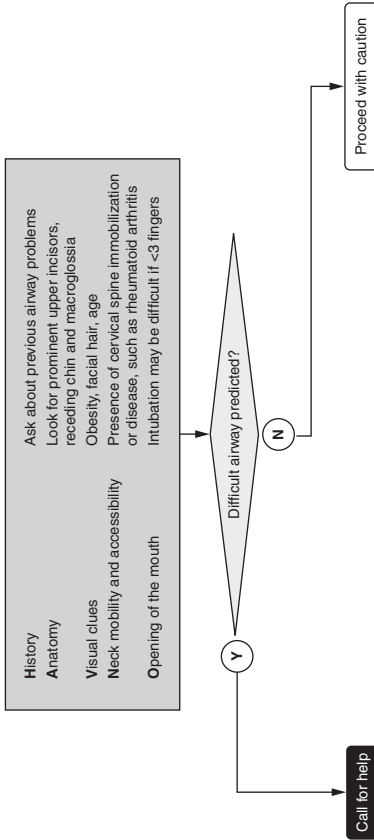 History Ask about previous airway problems
Anatomy Look for prominent upper incisors,
receding chin and macroglossia
Visual clues Obesity, facial hair, age
Neck mobility and accessibility Presence of cervical spine immobilization
or disease, such as rheumatoid arthritis
Opening of the mouth Intubation may be difficult if <3 fingers
Difficult airway predicted?
Y
N
Call for help
Proceed with caution